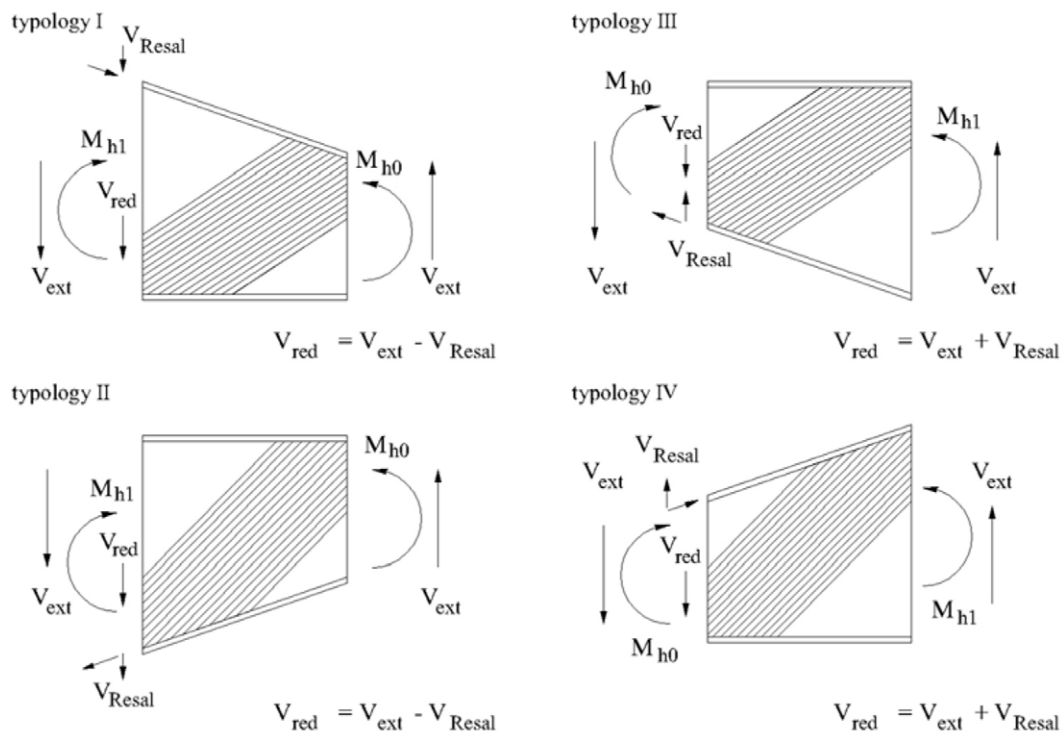 typology I
V_Resal
M_h1
M_h0
V_red
V_ext
V_ext
V_red = V_ext - V_Resal
typology III
M_h0
V_red
M_h1
V_Resal
V_ext
V_ext
V_red = V_ext + V_Resal
typology II
M_h0
M_h1
V_red
V_ext
V_ext
V_Resal
V_red = V_ext - V_Resal
typology IV
V_Resal
V_ext
V_ext
V_red
M_h1
M_h0
V_red = V_ext + V_Resal